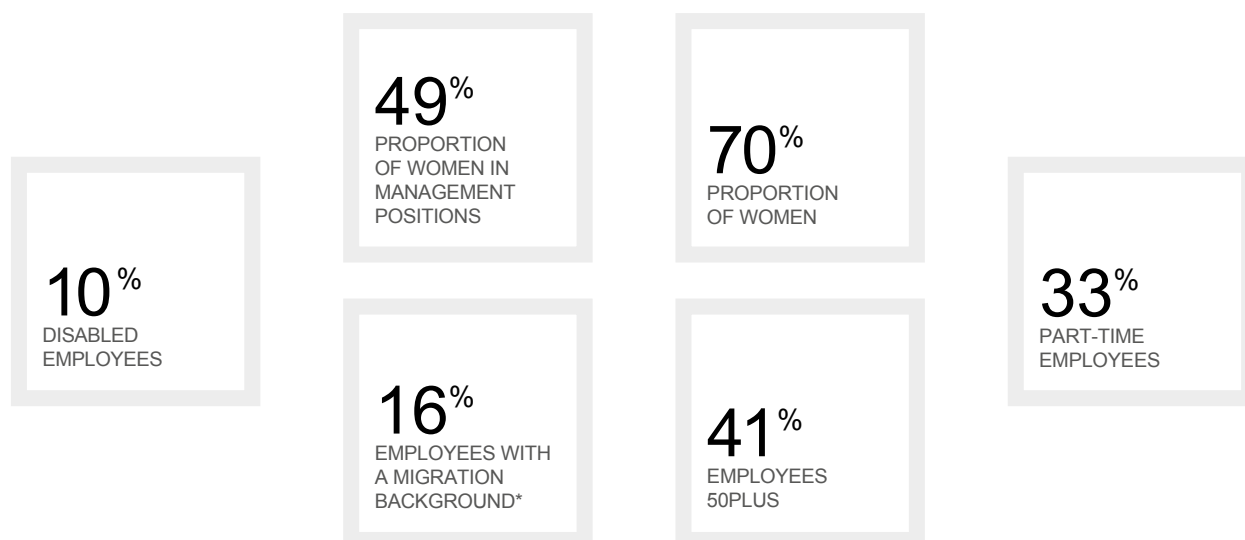 49%
PROPORTION
OF WOMEN IN
MANAGEMENT
POSITIONS
70%
PROPORTION
OF WOMEN
10%
DISABLED
EMPLOYEES
33%
PART-TIME
EMPLOYEES
16%
EMPLOYEES WITH
A MIGRATION
BACKGROUND*
41%
EMPLOYEES
50PLUS